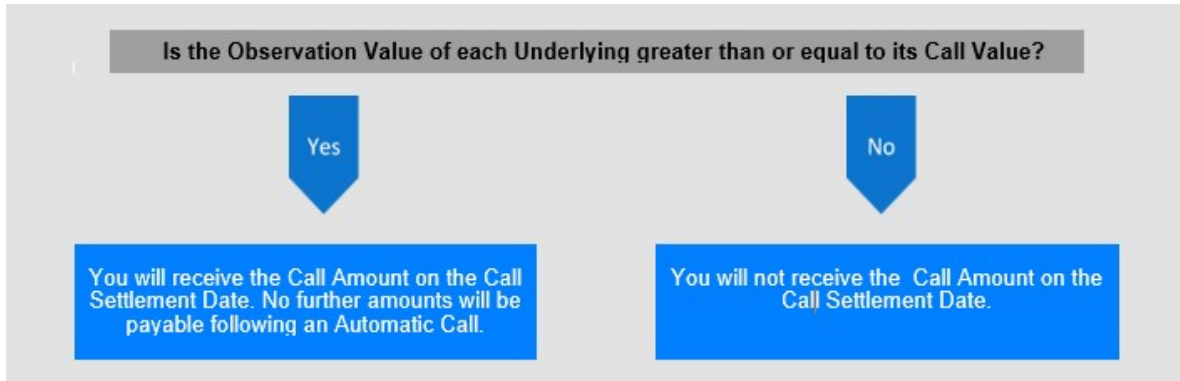 Is the Observation Value of each Underlying greater than or equal to its Call Value?
Yes
No
You will receive the Call Amount on the Call
Settlement Date. No further amounts will be
payable following an Automatic Call.
You will not receive the Call Amount on the
Call Settlement Date.